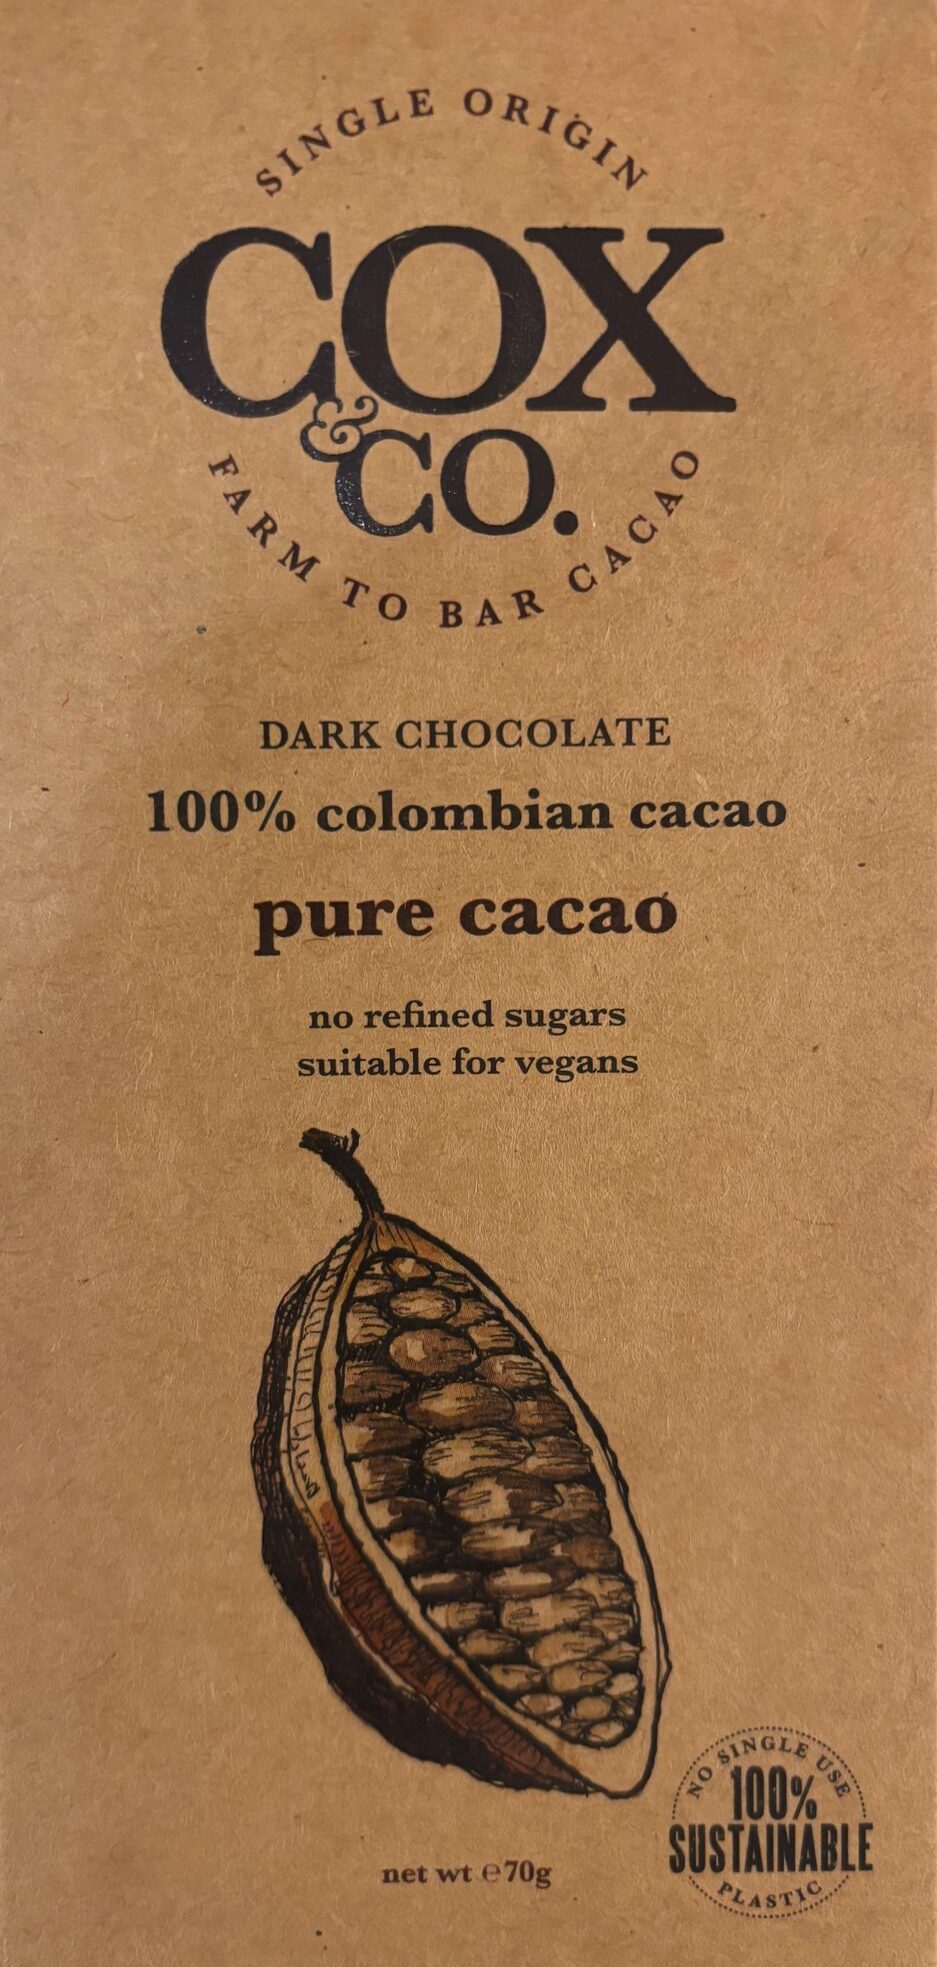 SINGLE ORIGIN
COX
& CO.
FARM TO BAR CACAO
DARK CHOCOLATE
100% colombian cacao
pure cacao
no refined sugars
suitable for vegans
NO SINGLE USE
100%
SUSTAINABLE
PLASTIC
net wt ℮70g